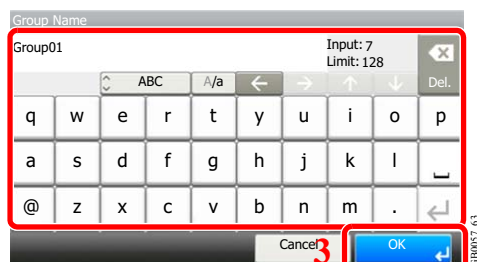 Group Name
Group01
Input: 7
Limit: 128
ABC A/a ← → ↑ ↓ Del.
q w e r t y u i o p
a s d f g h j k l
@ z x c v b n m .
Cancel 3 OK
GB0057_63